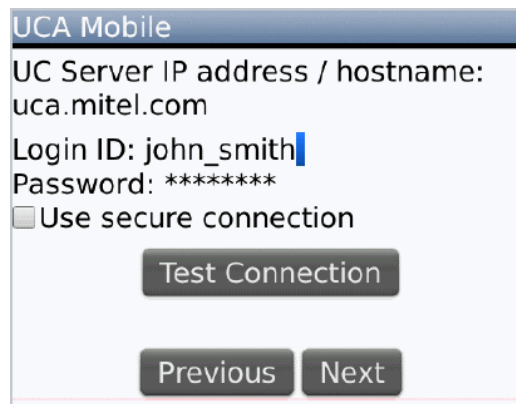 UCA Mobile
UC Server IP address / hostname:
uca.mitel.com
Login ID: john_smith
Password: ********
Use secure connection
Test Connection
Previous Next